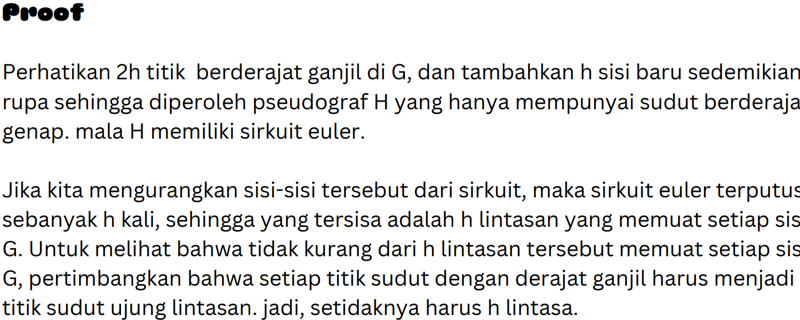 Proof
Perhatikan 2h titik berderajat ganjil di G, dan tambahkan h sisi baru sedemikian
rupa sehingga diperoleh pseudograf H yang hanya mempunyai sudut berderaja
genap. mala H memiliki sirkuit euler.
Jika kita mengurangkan sisi-sisi tersebut dari sirkuit, maka sirkuit euler terputus
sebanyak h kali, sehingga yang tersisa adalah h lintasan yang memuat setiap sis
G. Untuk melihat bahwa tidak kurang dari h lintasan tersebut memuat setiap sis
G, pertimbangkan bahwa setiap titik sudut dengan derajat ganjil harus menjadi
titik sudut ujung lintasan. jadi, setidaknya harus h lintasa.